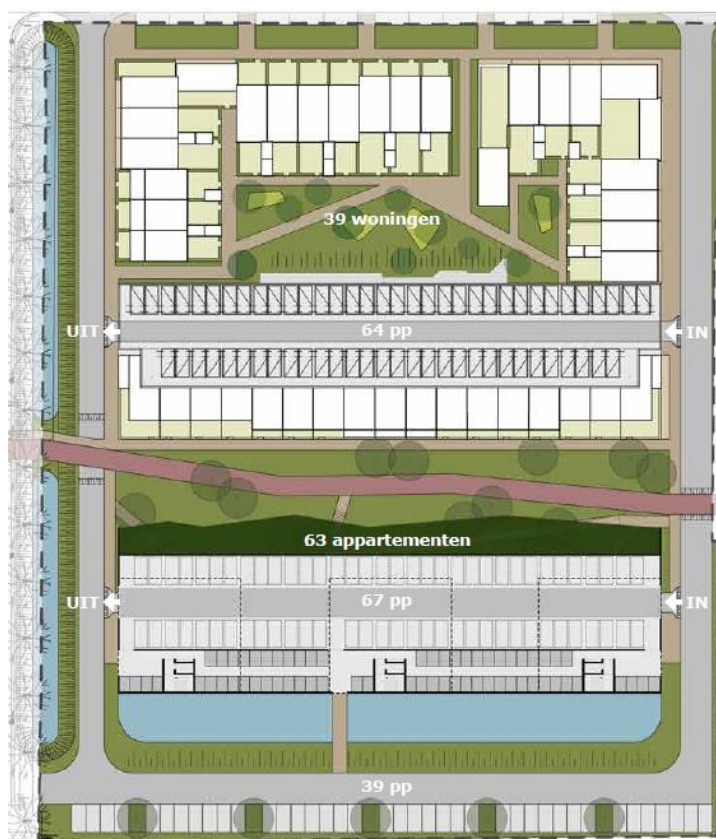 39 woningen
UIT 64 pp IN
63 appartementen
UIT 67 pp IN
39 pp